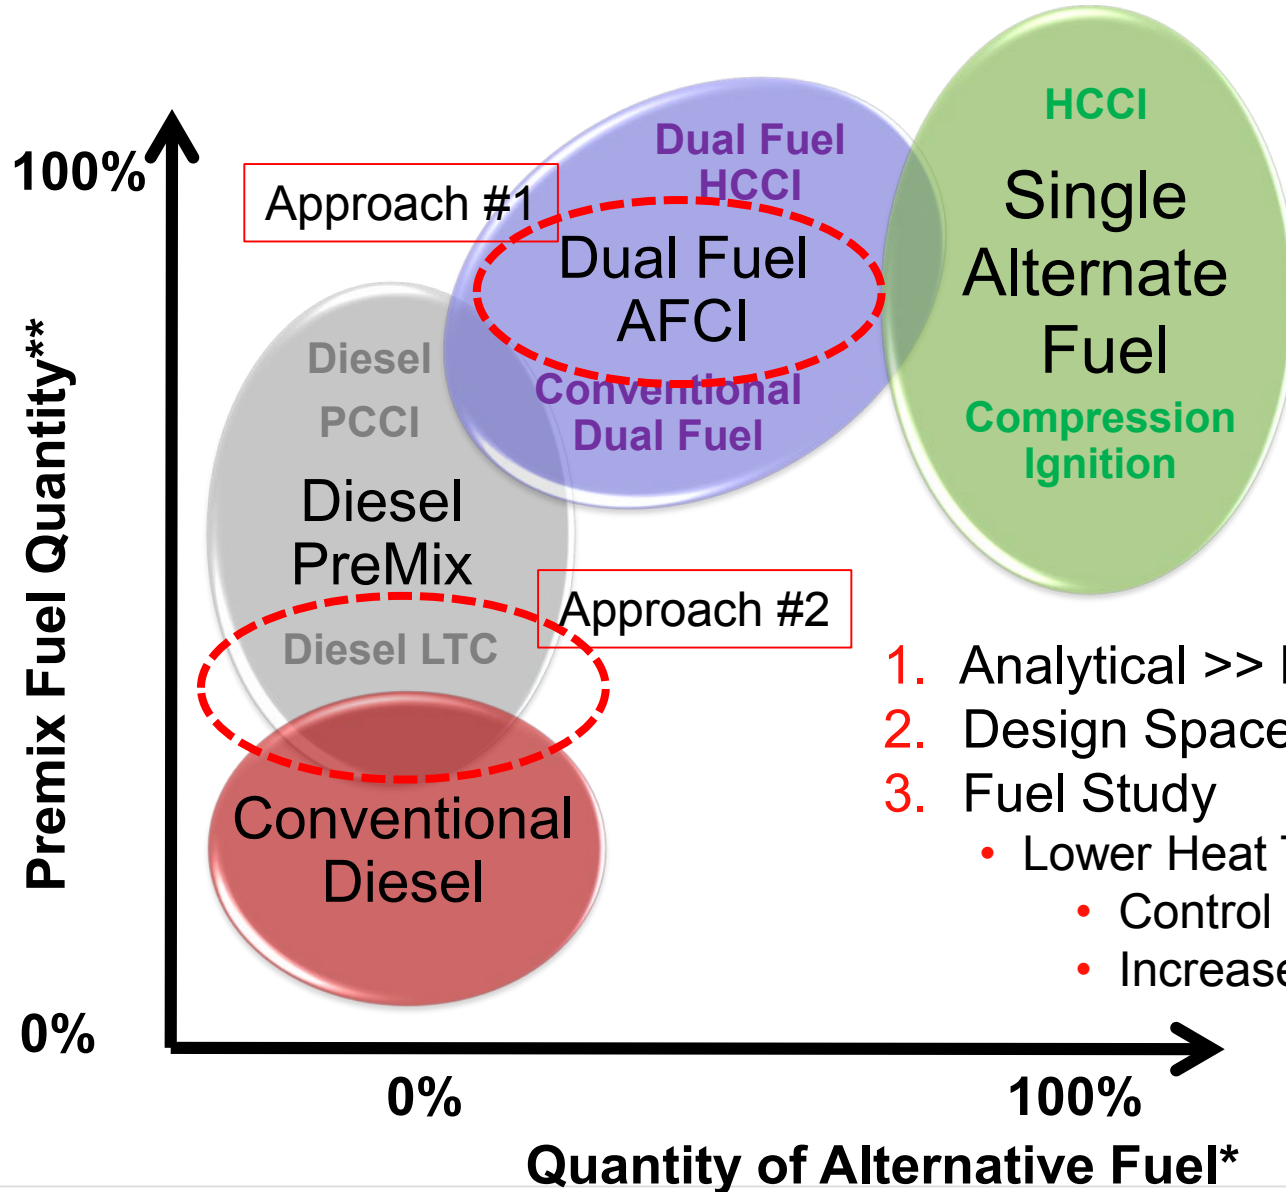 HCCI
Single
Alternate
Fuel
Compression
Ignition
Dual Fuel
HCCI
Dual Fuel
AFCI
Conventional
Dual Fuel
Approach #1
100%
Diesel
PCCI
Diesel
PreMix
Diesel LTC
Approach #2
Conventional
Diesel
Premix Fuel Quantity**
0%
0%
100%
Quantity of Alternative Fuel*
1. Analytical >>
2. Design Space
3. Fuel Study
• Lower Heat
• Control
• Increase